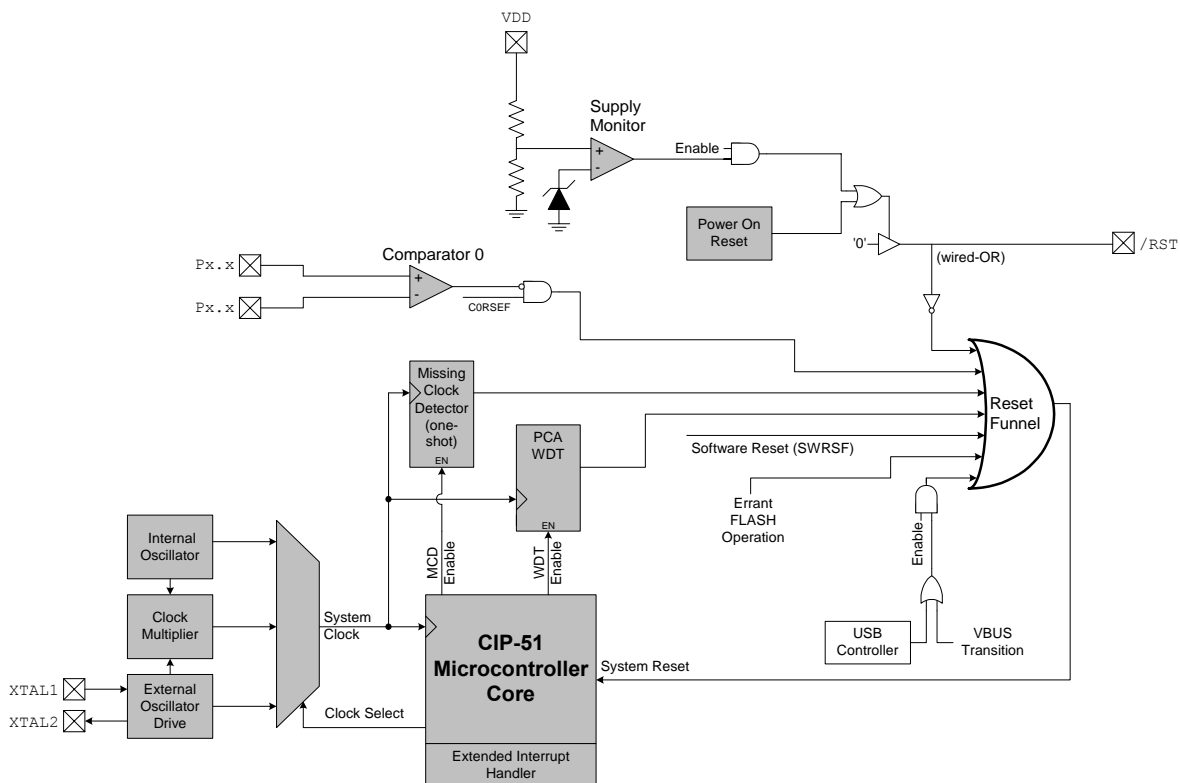 VDD
Supply
Monitor
+
-
Enable
Power On
Reset
'0'
(wired-OR)
/RST
Comparator 0
Px.x
Px.x
+
-
C0RSEF
Missing
Clock
Detector
(one-
shot)
EN
PCA
WDT
EN
Reset
Funnel
Software Reset (SWRSF)
Errant
FLASH
Operation
Enable
USB
Controller
VBUS
Transition
Internal
Oscillator
Clock
Multiplier
External
Oscillator
Drive
XTAL1
XTAL2
System
Clock
MCD
Enable
WDT
Enable
CIP-51
Microcontroller
Core
System Reset
Clock Select
Extended Interrupt
Handler